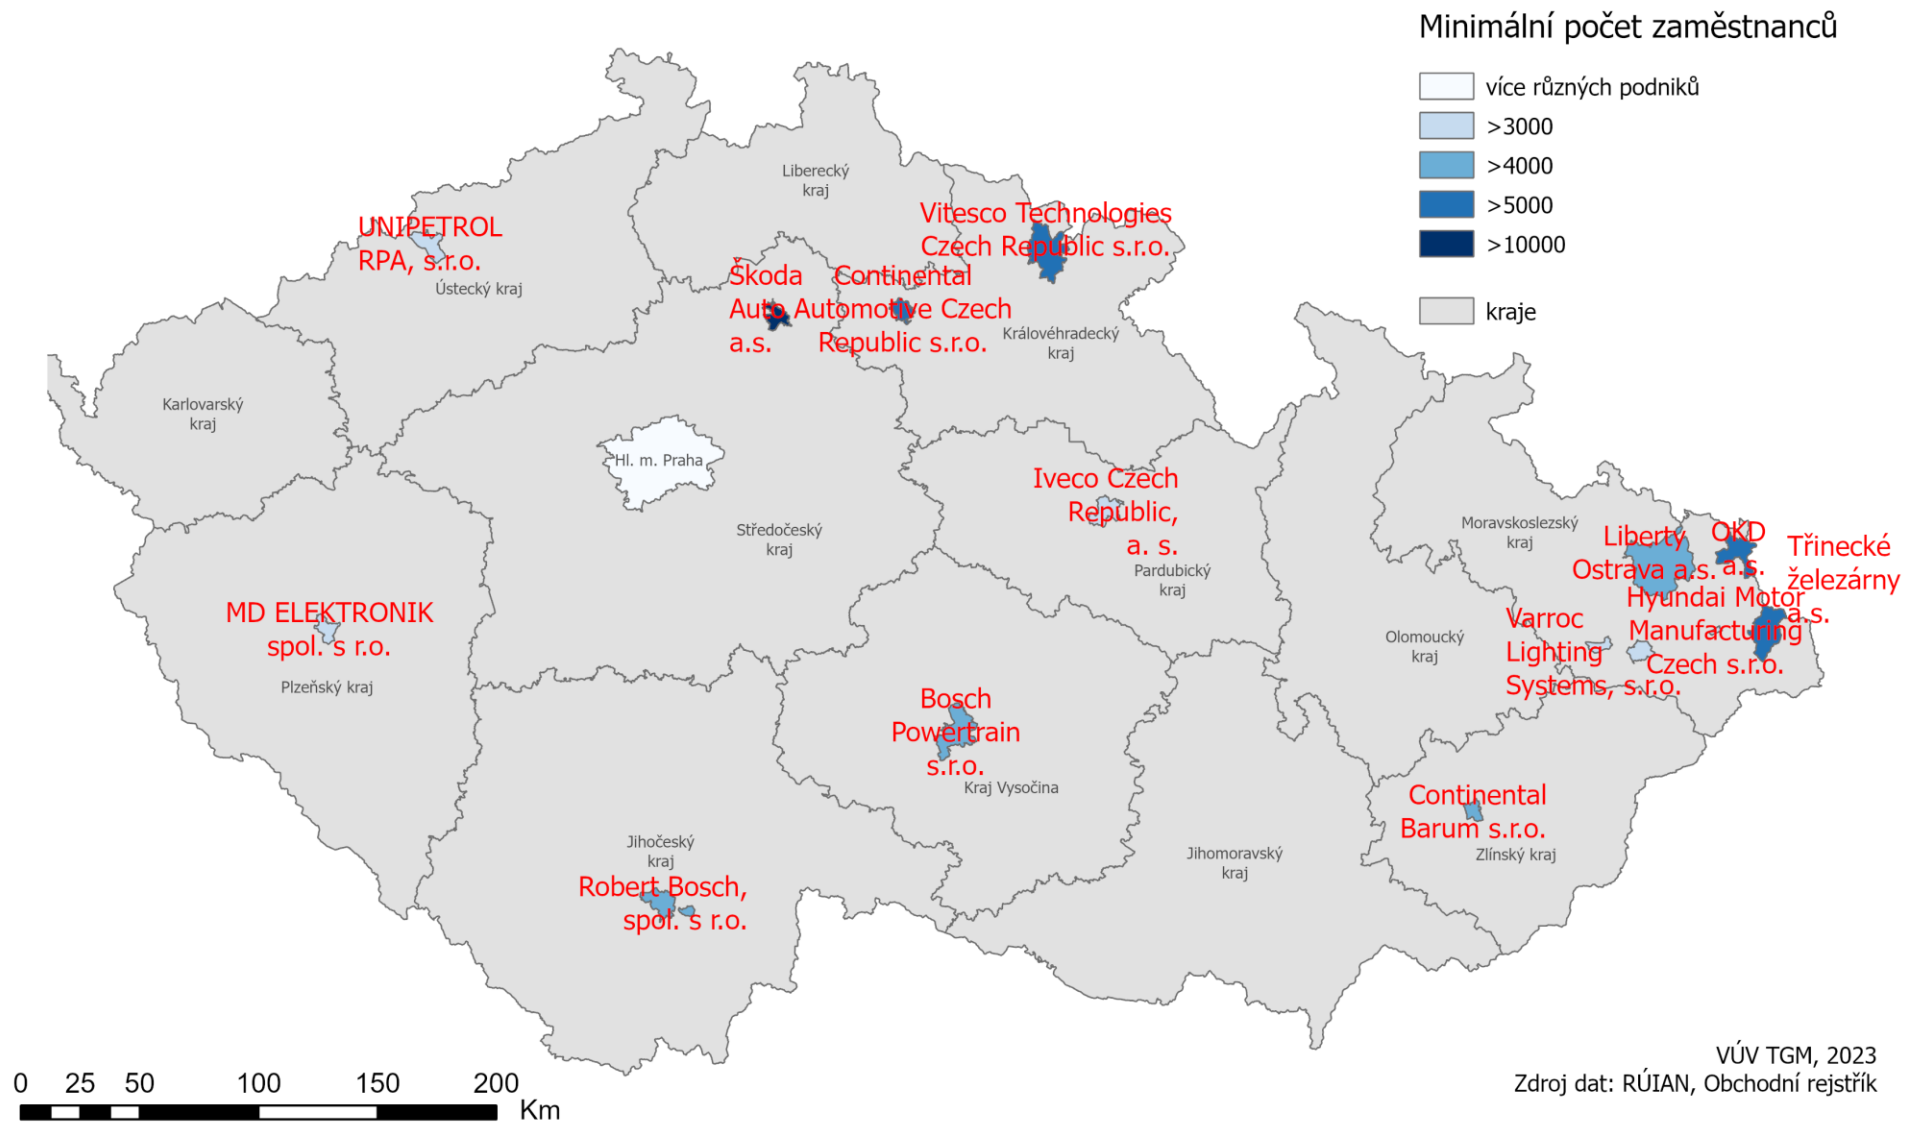 Minimální počet zaměstnanců
více různých podniků
>3000
>4000
>5000
>10000
kraje
Liberecký
kraj
UNIPETROL
RPA, s.r.o.
Ústecký kraj
Vitesco Technologies
Czech Republic s.r.o.
Škoda
Auto
a.s.
Continental
Automotive Czech
Republic s.r.o.
Královéhradecký
kraj
Karlovarský
kraj
Hl. m. Praha
Středočeský
kraj
Iveco Czech
Republic,
a. s.
Pardubický
kraj
Moravskoslezský
kraj
Liberty
Ostrava a.s.
OKD
a.s.
Třinecké
železárny
a.s.
Hyundai Motor
Manufacturing
Czech s.r.o.
Varroc
Lighting
Systems, s.r.o.
Olomoucký
kraj
MD ELEKTRONIK
spol. s r.o.
Plzeňský kraj
Bosch
Powertrain
s.r.o.
Kraj Vysočina
Continental
Barum s.r.o.
Zlínský kraj
Jihočeský
kraj
Robert Bosch,
spol. s r.o.
Jihomoravský
kraj
0 25 50 100 150 200
Km
VÚV TGM, 2023
Zdroj dat: RÚIAN, Obchodní rejstřík